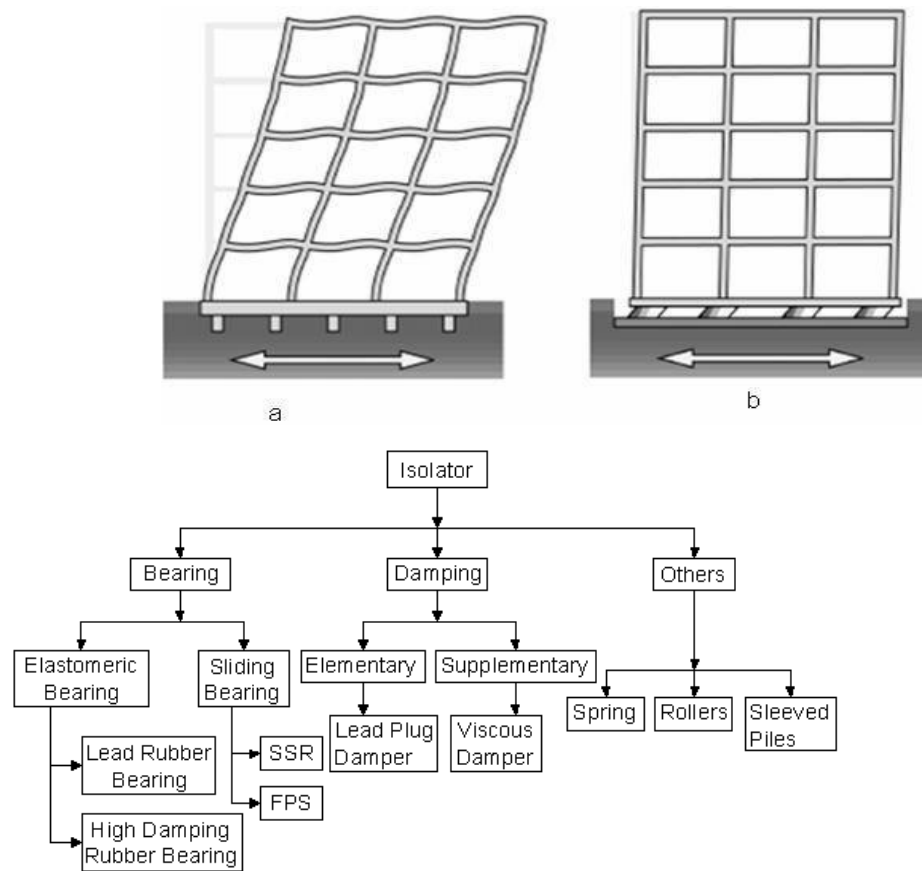 a
b
Isolator
Bearing
Damping
Others
Elastomeric
Bearing
Sliding
Bearing
Elementary
Supplementary
Spring
Rollers
Sleeved
Piles
Lead Plug
Damper
Viscous
Damper
Lead Rubber
Bearing
SSR
FPS
High Damping
Rubber Bearing